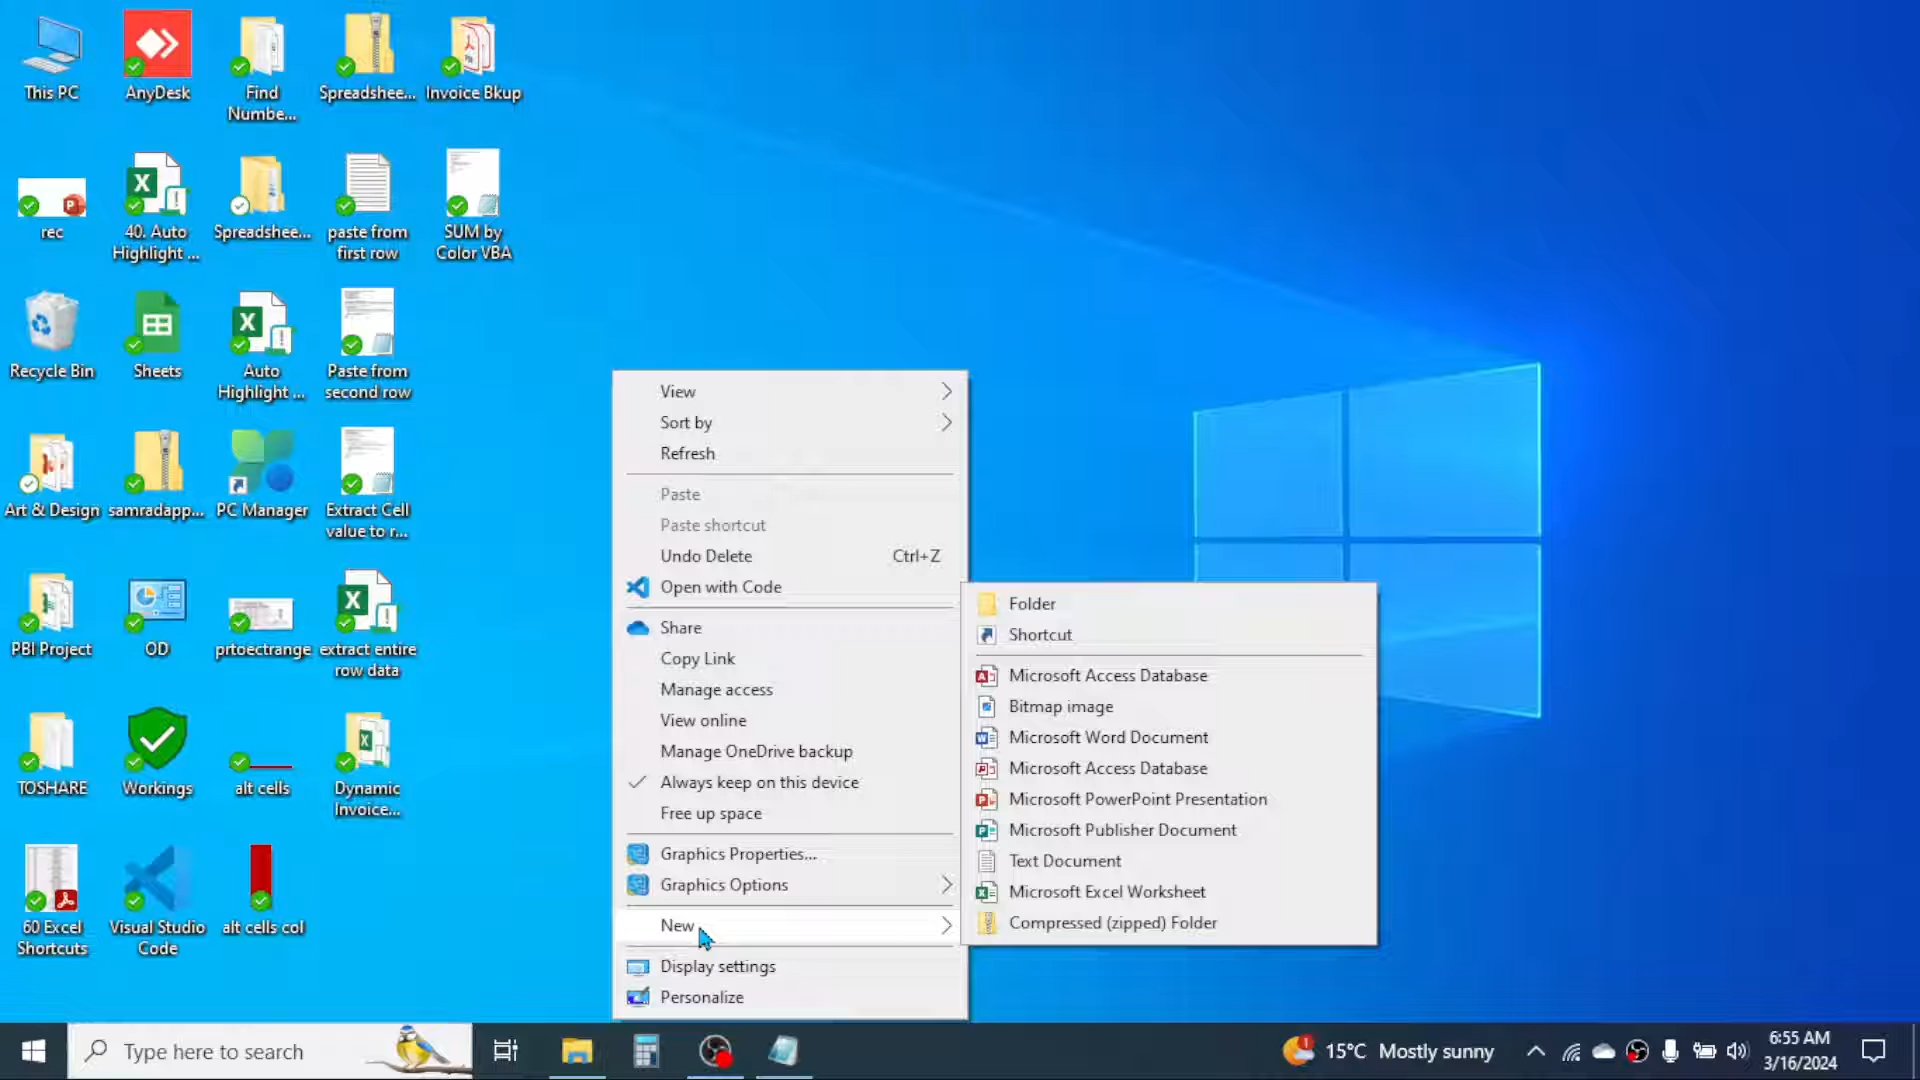 This PC
AnyDesk
Find
Numbe...
Spreadshee...
Invoice Bkup
rec
40. Auto
Highlight ...
Spreadshee...
paste from
first row
SUM by
Color VBA
Recycle Bin
Sheets
Auto
Highlight ...
Paste from
second row
Art & Design
samradapp...
PC Manager
Extract Cell
value to r...
PBI Project
OD
prtoectrange
extract entire
row data
TOSHARE
Workings
alt cells
Dynamic
Invoice...
60 Excel
Shortcuts
Visual Studio
Code
alt cells col
View
Sort by
Refresh
Paste
Paste shortcut
Undo Delete Ctrl+Z
Open with Code
Share
Copy Link
Manage access
View online
Manage OneDrive backup
Always keep on this device
Free up space
Graphics Properties...
Graphics Options
New
Display settings
Personalize
Folder
Shortcut
Microsoft Access Database
Bitmap image
Microsoft Word Document
Microsoft Access Database
Microsoft PowerPoint Presentation
Microsoft Publisher Document
Text Document
Microsoft Excel Worksheet
Compressed (zipped) Folder
Type here to search
15°C Mostly sunny
6:55 AM
3/16/2024